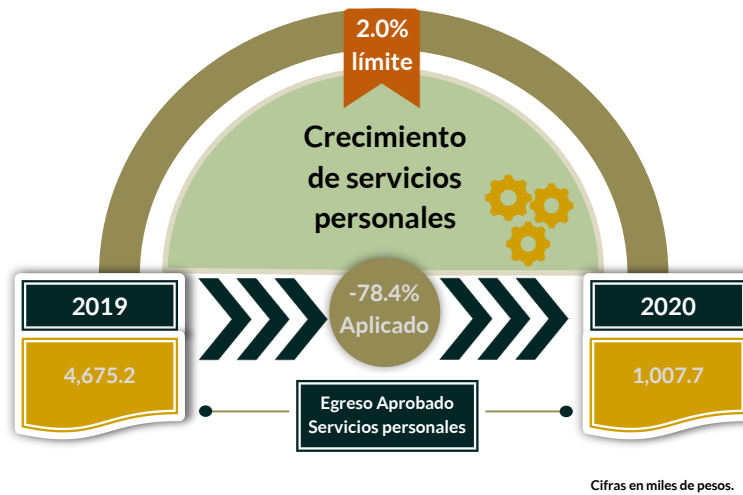 2.0%
límite
Crecimiento
de servicios
personales
-78.4%
Aplicado
2019
2020
4,675.2
1,007.7
Egreso Aprobado
Servicios personales
Cifras en miles de pesos.